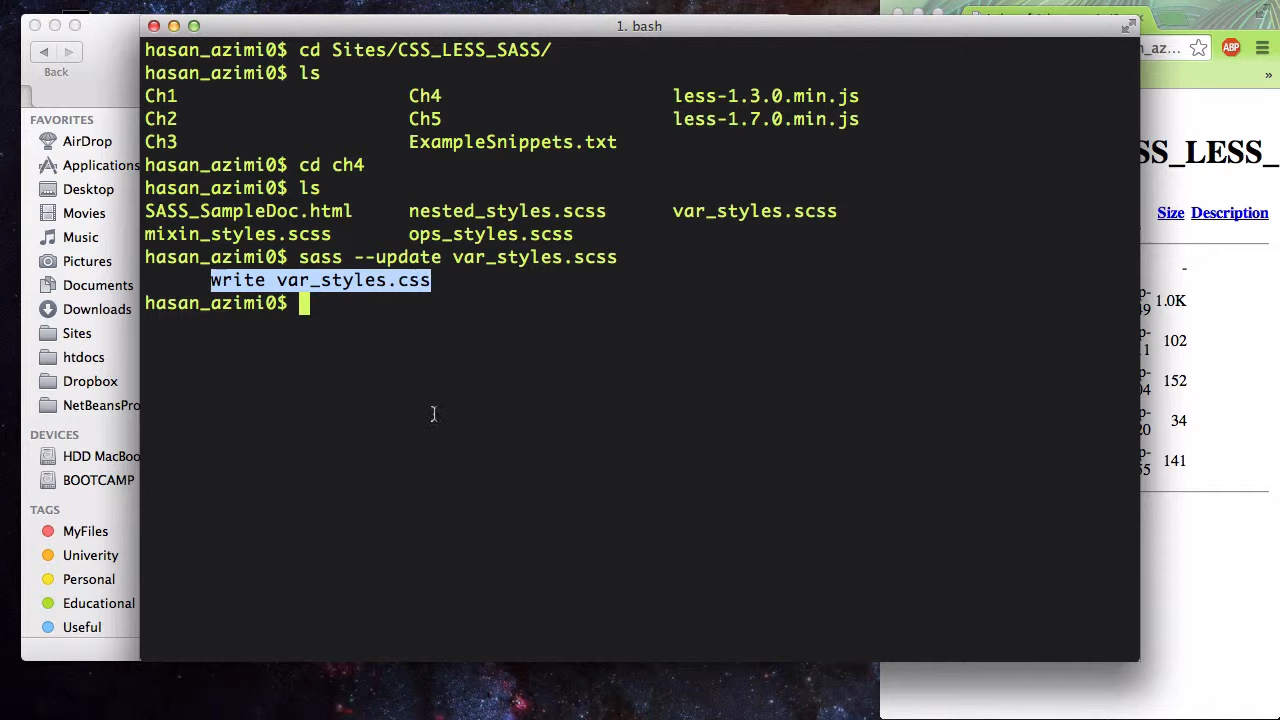 1. bash
hasan_azimi0$ cd Sites/CSS_LESS_SASS/
hasan_azimi0$ ls
Ch1 Ch4 less-1.3.0.min.js
Ch2 Ch5 less-1.7.0.min.js
Ch3 ExampleSnippets.txt
hasan_azimi0$ cd ch4
hasan_azimi0$ ls
SASS_SampleDoc.html nested_styles.scss var_styles.scss
mixin_styles.scss ops_styles.scss
hasan_azimi0$ sass --update var_styles.scss
write var_styles.css
hasan_azimi0$
Back
FAVORITES
AirDrop
Applications
Desktop
Movies
Music
Pictures
Documents
Downloads
Sites
htdocs
Dropbox
NetBeansPro
DEVICES
HDD MacBoo
BOOTCAMP
TAGS
MyFiles
Univerity
Personal
Educational
Useful
_az...
ABP
»
SS_LESS_
Size Description
-
1.0K
102
152
34
141